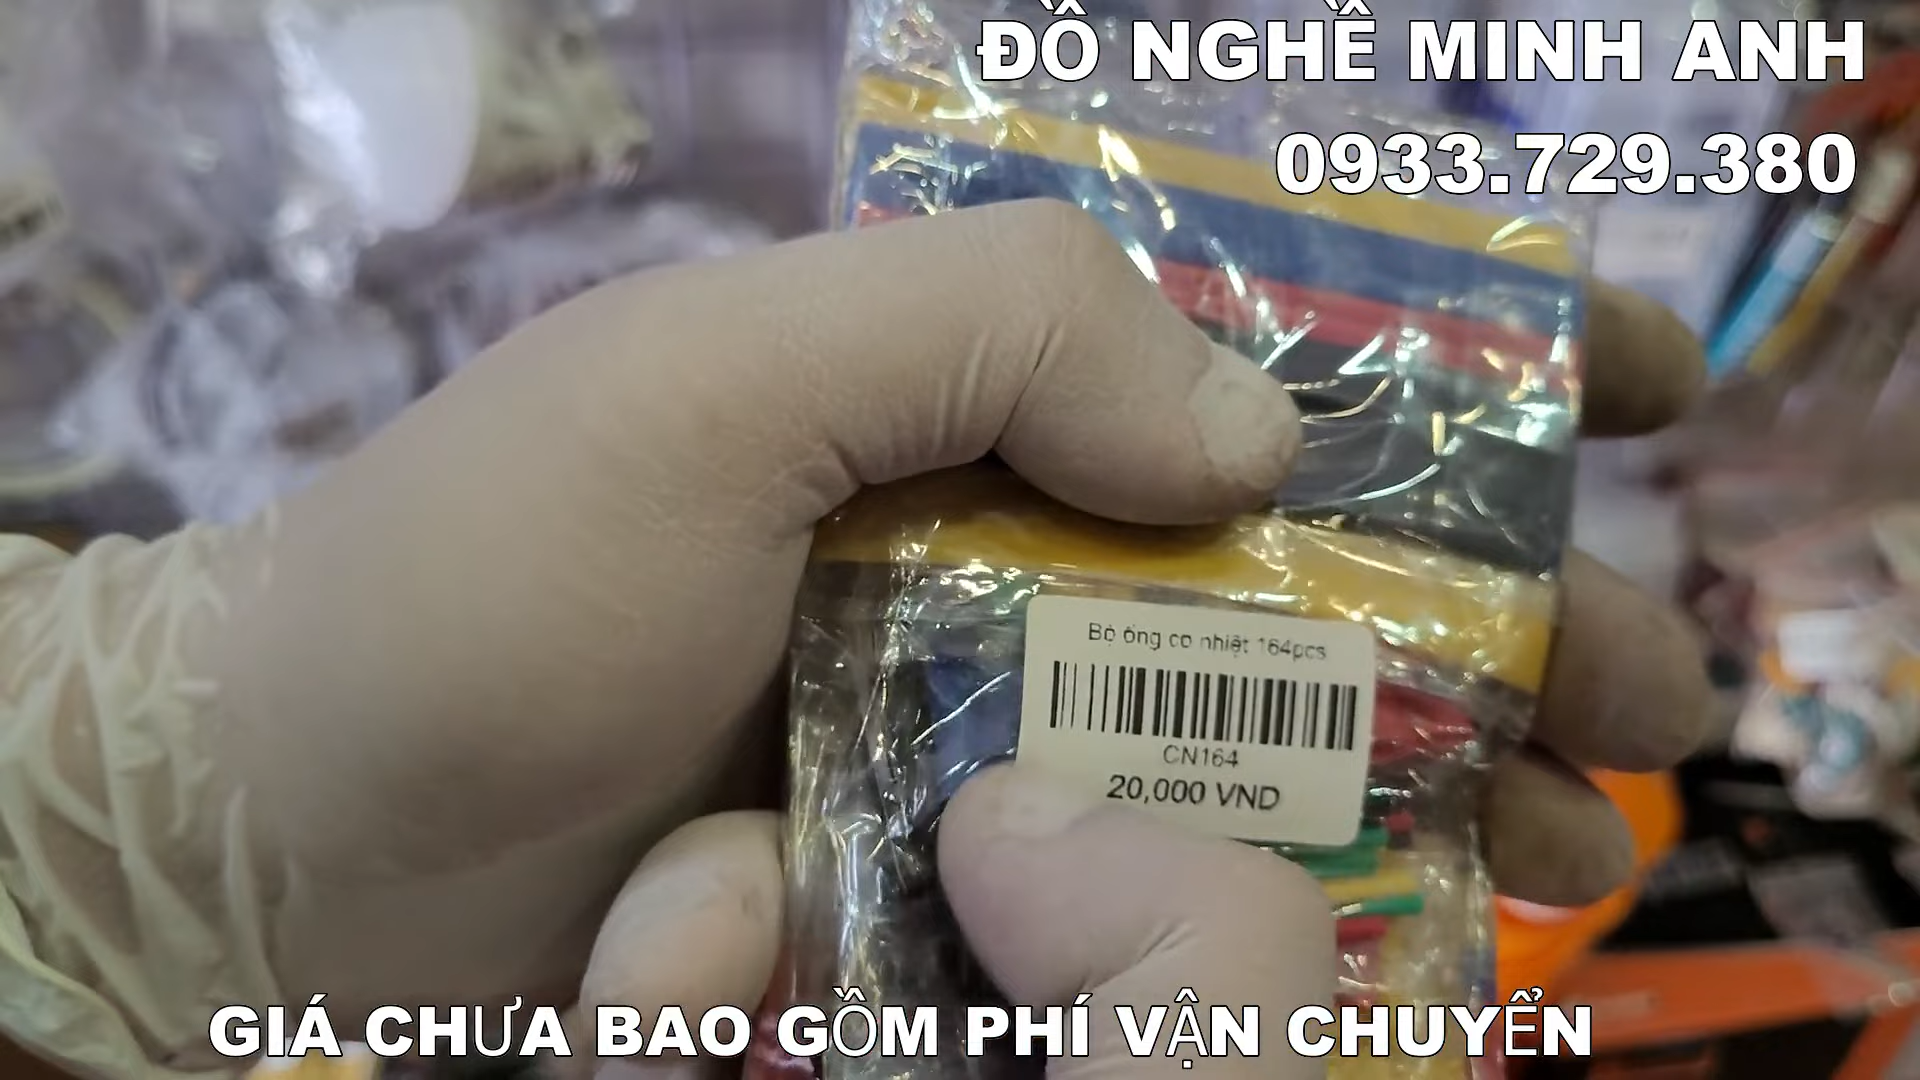 ĐỒ NGHỀ MINH ANH
0933.729.380
Bộ ống co nhiệt 164pcs
CN164
20,000 VND
GIÁ CHƯA BAO GỒM PHÍ VẬN CHUYỂN